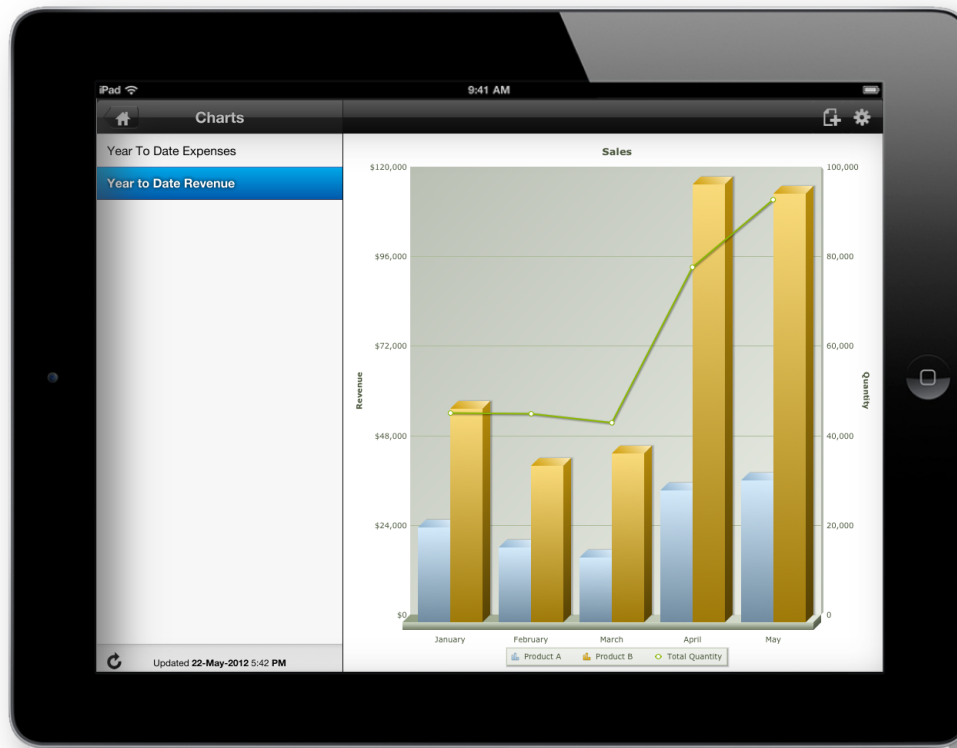 iPad
9:41 AM
Charts
Year To Date Expenses
Year to Date Revenue
Updated 22-May-2012 5:42 PM
Sales
$120,000
$96,000
$72,000
$48,000
$24,000
$0
Revenue
100,000
80,000
60,000
40,000
20,000
0
Quantity
January February March April May
Product A Product B Total Quantity